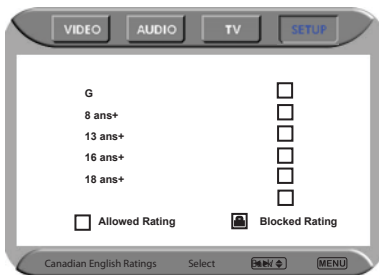 VIDEO AUDIO TV SETUP
G
8 ans+
13 ans+
16 ans+
18 ans+
Allowed Rating Blocked Rating
Canadian English Ratings Select MENU